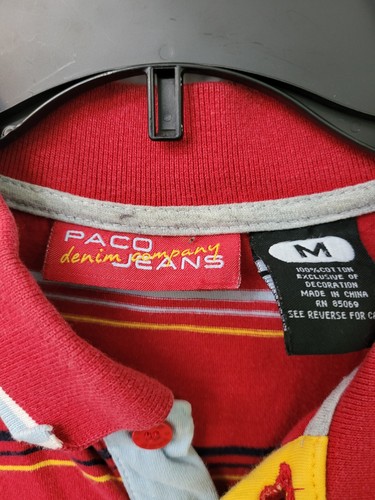 PACO
denim company
JEANS
M
100% COTTON
EXCLUSIVE OF
DECORATION
MADE IN CHINA
RN 85069
SEE REVERSE FOR